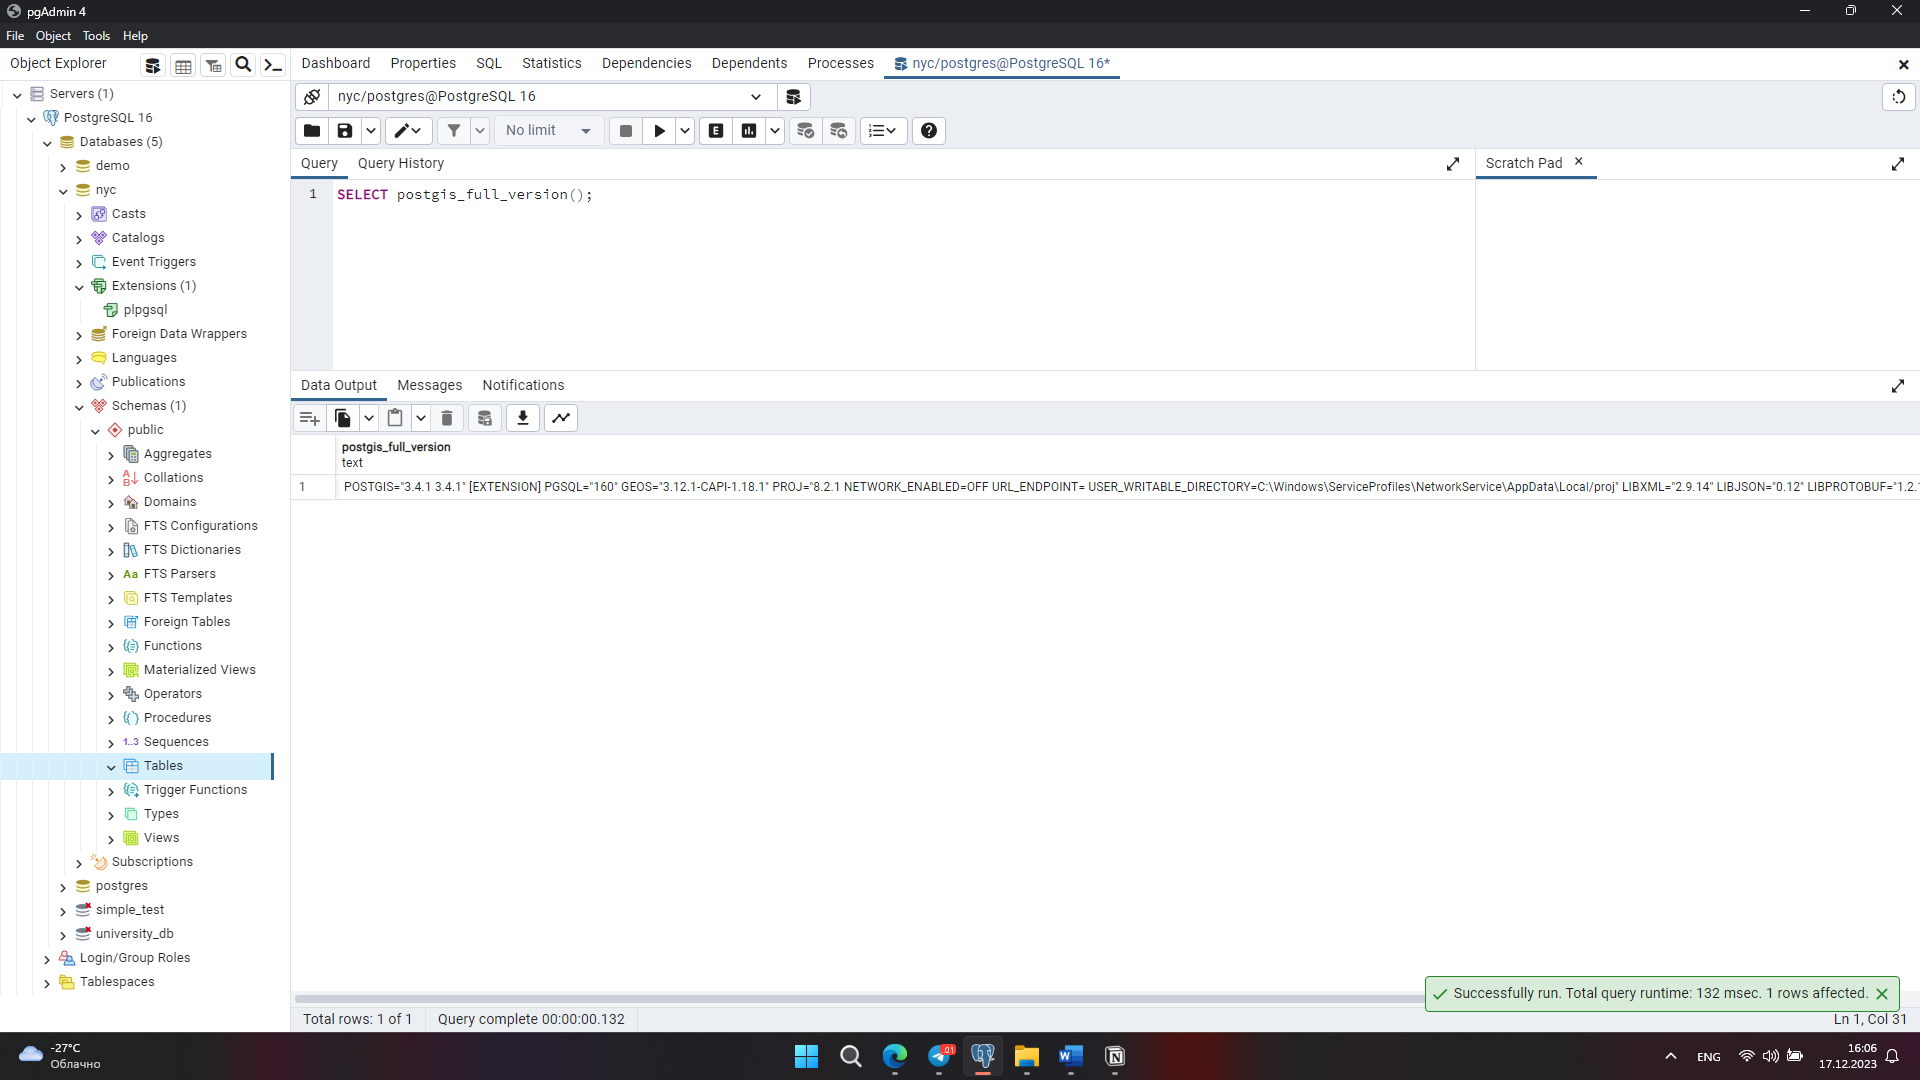 pgAdmin 4
File Object Tools Help
Object Explorer
Dashboard Properties SQL Statistics Dependencies Dependents Processes nyc/postgres@PostgreSQL 16*
Servers (1)
PostgreSQL 16
Databases (5)
demo
nyc
Casts
Catalogs
Event Triggers
Extensions (1)
plpgsql
Foreign Data Wrappers
Languages
Publications
Schemas (1)
public
Aggregates
Collations
Domains
FTS Configurations
FTS Dictionaries
Aa FTS Parsers
FTS Templates
Foreign Tables
Functions
Materialized Views
Operators
Procedures
1..3 Sequences
Tables
Trigger Functions
Types
Views
Subscriptions
postgres
simple_test
university_db
Login/Group Roles
Tablespaces
nyc/postgres@PostgreSQL 16
No limit
E
Query Query History
Scratch Pad
1 SELECT postgis_full_version();
Data Output Messages Notifications
postgis_full_version
text
1 POSTGIS="3.4.1 3.4.1" [EXTENSION] PGSQL="160" GEOS="3.12.1-CAPI-1.18.1" PROJ="8.2.1 NETWORK_ENABLED=OFF URL_ENDPOINT= USER_WRITABLE_DIRECTORY=C:\Windows\ServiceProfiles\NetworkService\AppData\Local/proj" LIBXML="2.9.14" LIBJSON="0.12" LIBPROTOBUF="1.2.1
Successfully run. Total query runtime: 132 msec. 1 rows affected.
Total rows: 1 of 1 Query complete 00:00:00.132
Ln 1, Col 31
-27°C
Облачно
.01
W
N
ENG
16:06
17.12.2023